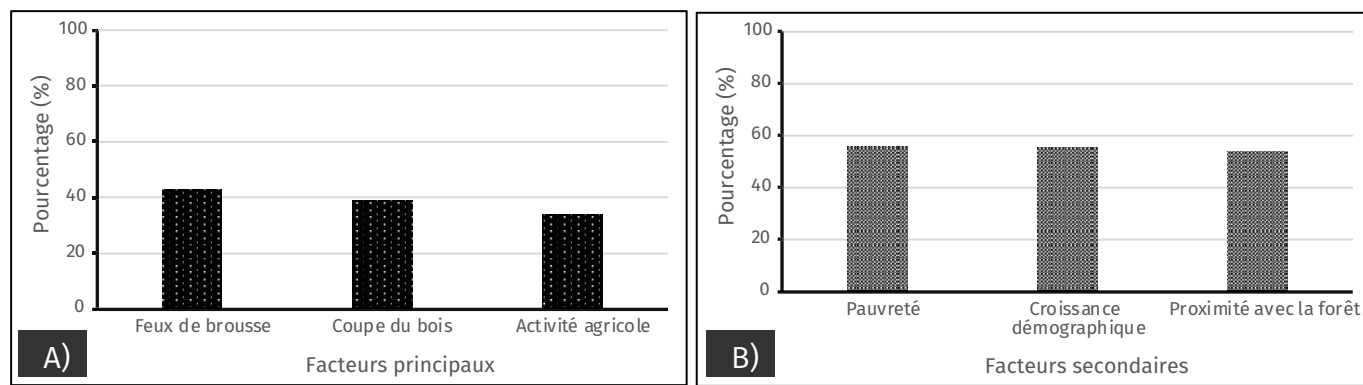 Pourcentage (%)
100
80
60
40
20
0
Feux de brousse
Coupe du bois
Activité agricole
Facteurs principaux
A)
Pourcentage (%)
100
80
60
40
20
0
Pauvreté
Croissance
démographique
Proximité avec la forêt
Facteurs secondaires
B)